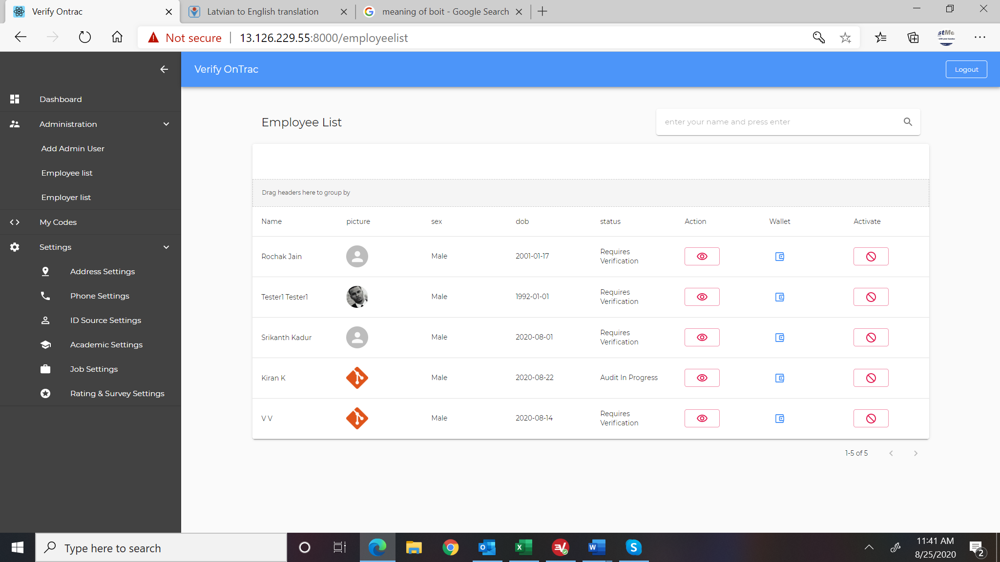 Verify Ontrac
Latvian to English translation
meaning of boit - Google Search
Not secure
13.126.229.55:8000/employeelist
stMe
Verify OnTrac
Logout
Dashboard
Administration
Add Admin User
Employee list
Employer list
My Codes
Settings
Address Settings
Phone Settings
ID Source Settings
Academic Settings
Job Settings
Rating & Survey Settings
Employee List
enter your name and press enter
Drag headers here to group by
Name picture sex dob status Action Wallet Activate
Rochak Jain Male 2001-01-17 Requires
Verification
Tester1 Tester1 Male 1992-01-01 Requires
Verification
Srikanth Kadur Male 2020-08-01 Requires
Verification
Kiran K Male 2020-08-22 Audit In Progress
V V Male 2020-08-14 Requires
Verification
1-5 of 5
Type here to search
11:41 AM
8/25/2020
2